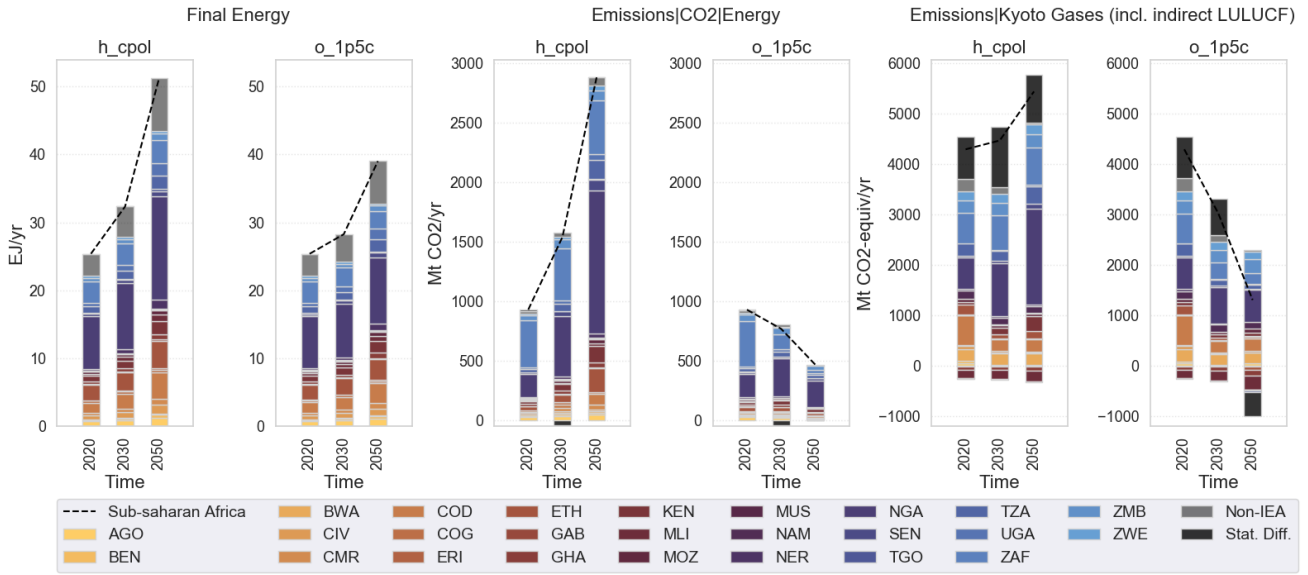 Final Energy
Emissions|CO2|Energy
Emissions|Kyoto Gases (incl. indirect LULUCF)
h_cpol
o_1p5c
h_cpol
o_1p5c
h_cpol
o_1p5c
EJ/yr
50
40
30
20
10
0
2020
2030
2050
Time
50
40
30
20
10
0
2020
2030
2050
Time
Mt CO2/yr
3000
2500
2000
1500
1000
500
0
2020
2030
2050
Time
3000
2500
2000
1500
1000
500
0
2020
2030
2050
Time
Mt CO2-equiv/yr
6000
5000
4000
3000
2000
1000
0
−1000
2020
2030
2050
Time
6000
5000
4000
3000
2000
1000
0
−1000
2020
2030
2050
Time
Sub-saharan Africa
AGO
BEN
BWA
CIV
CMR
COD
COG
ERI
ETH
GAB
GHA
KEN
MLI
MOZ
MUS
NAM
NER
NGA
SEN
TGO
TZA
UGA
ZAF
ZMB
ZWE
Non-IEA
Stat. Diff.